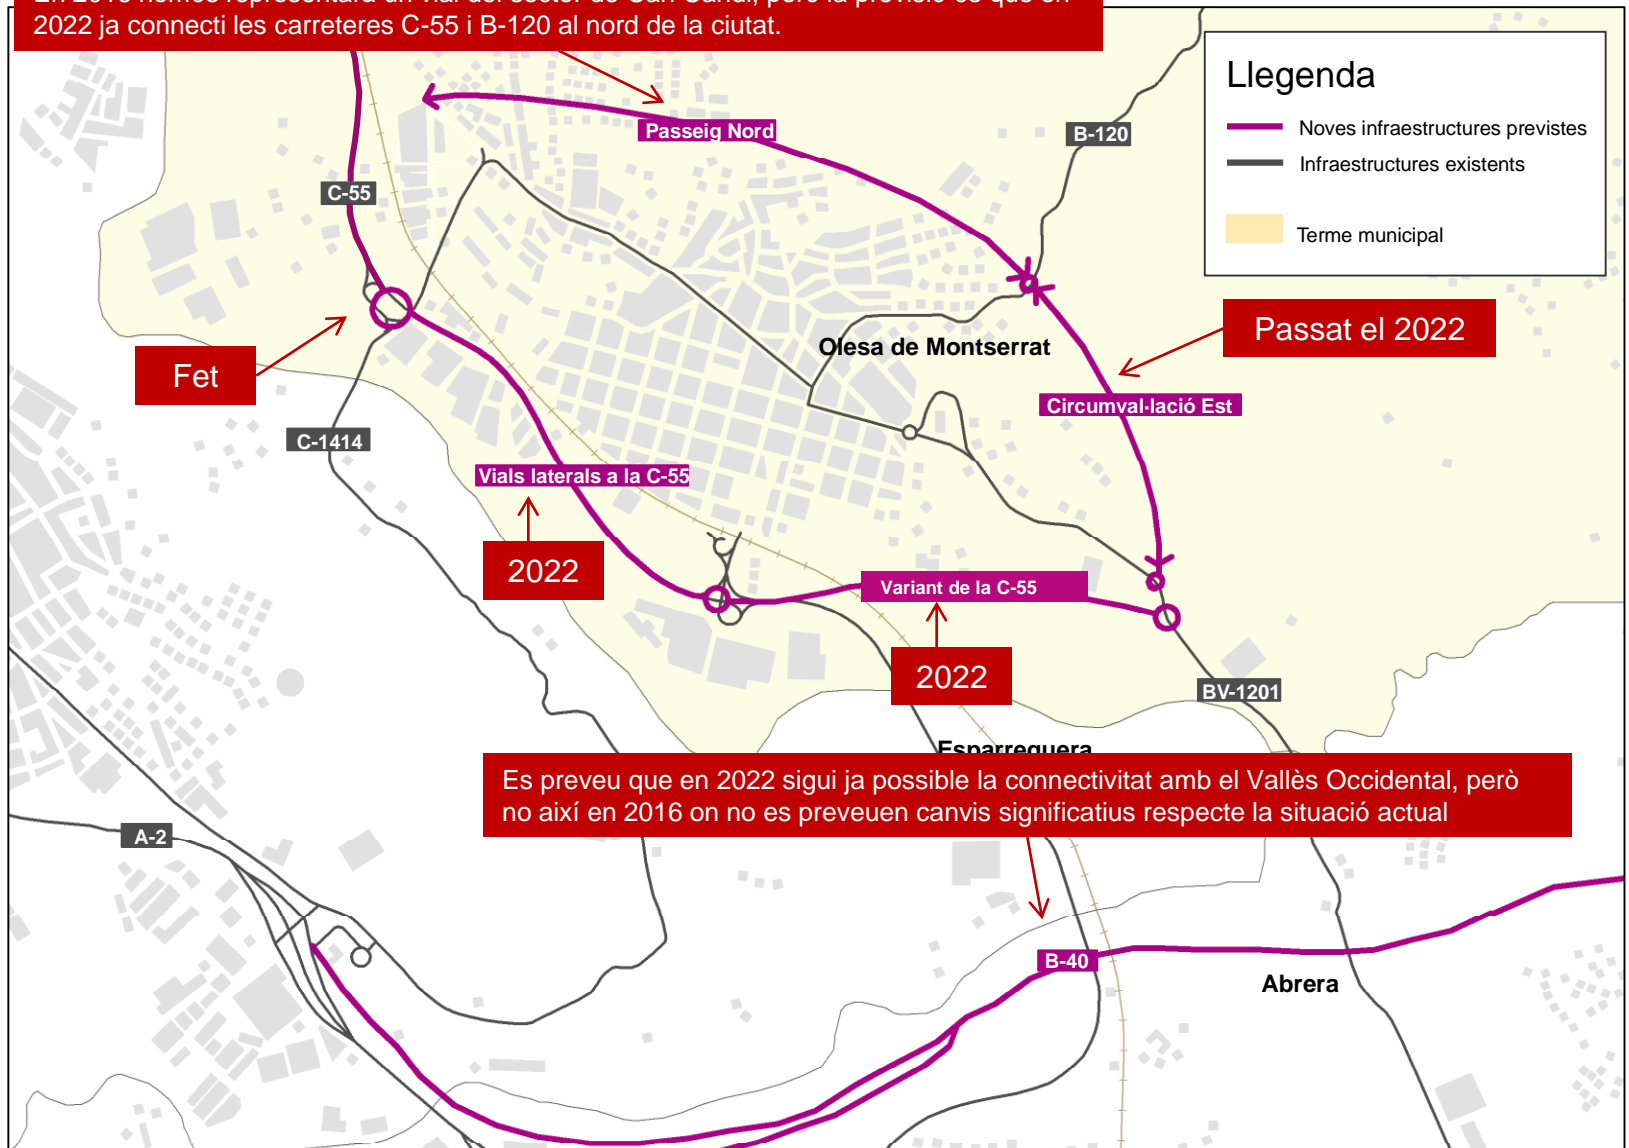 2022 ja connecti les carreteres C-55 i B-120 al nord de la ciutat.
Llegenda
Noves infraestructures previstes
Infraestructures existents
Terme municipal
Passeig Nord
B-120
C-55
Passat el 2022
Olesa de Montserrat
Fet
Circumval·lació Est
C-1414
Vials laterals a la C-55
2022
Variant de la C-55
2022
BV-1201
Esparreguera
Es preveu que en 2022 sigui ja possible la connectivitat amb el Vallès Occidental, però
no així en 2016 on no es preveuen canvis significatius respecte la situació actual
A-2
B-40
Abrera